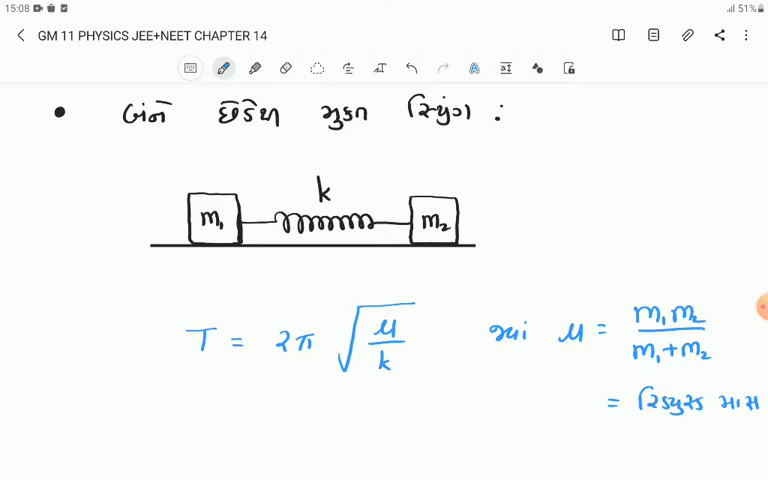 15:08 51%
GM 11 PHYSICS JEE+NEET CHAPTER 14
• બંને છેડેથી મુક્ત સ્પ્રિંગ :
k
m₁ m₂
T = 2π √(μ/k) જ્યાં μ = m₁m₂/(m₁+m₂)
= રિડ્યુસ્ડ માસ